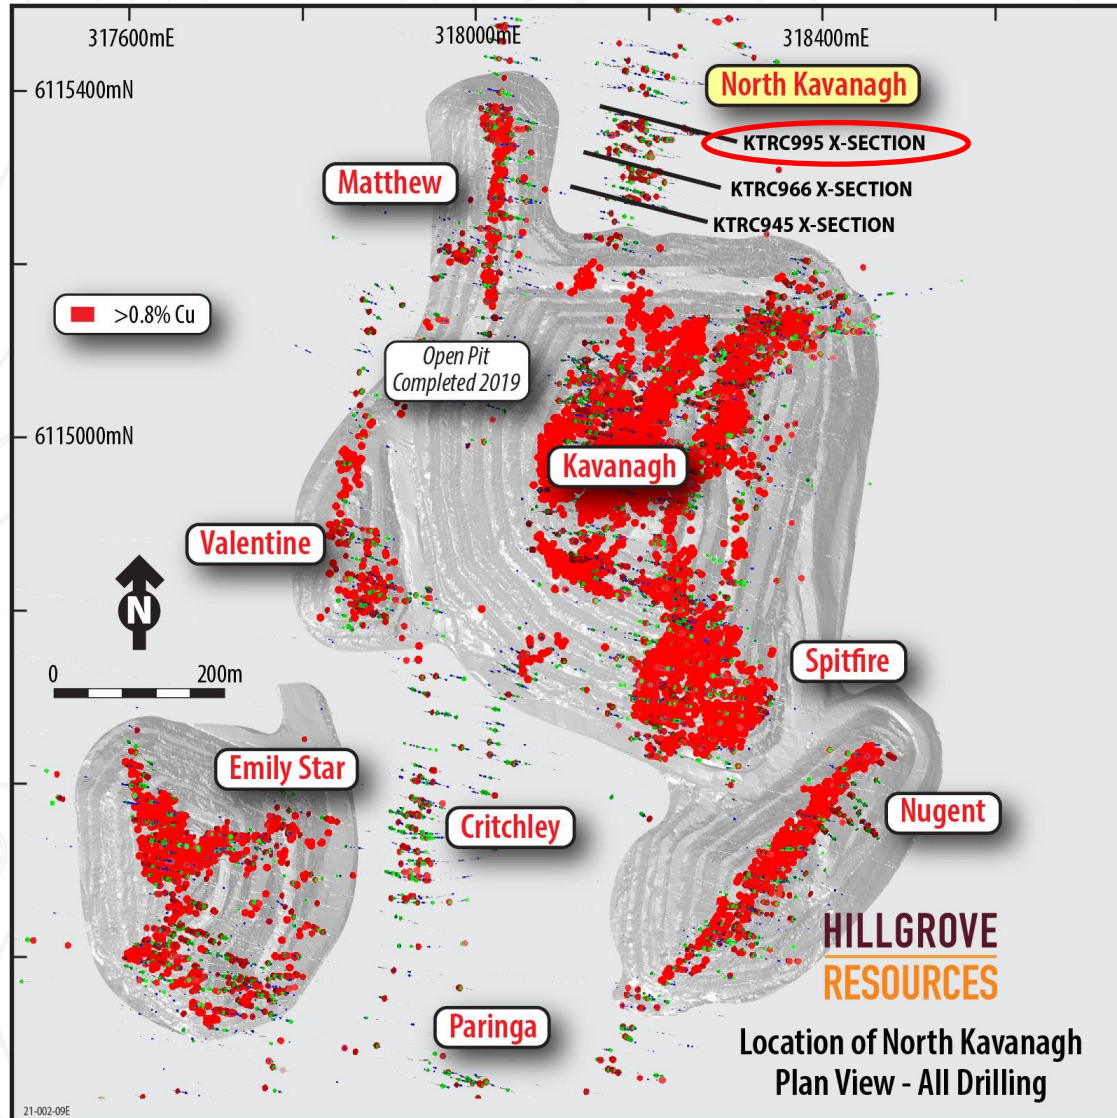 317600mE
318000mE
318400mE
6115400mN
North Kavanagh
KTRC995 X-SECTION
Matthew
KTRC966 X-SECTION
KTRC945 X-SECTION
>0.8% Cu
Open Pit
Completed 2019
6115000mN
Kavanagh
Valentine
N
0 200m
Spitfire
Emily Star
Critchley
Nugent
HILLGROVE
RESOURCES
Paringa
Location of North Kavanagh
Plan View - All Drilling
21-002-09E